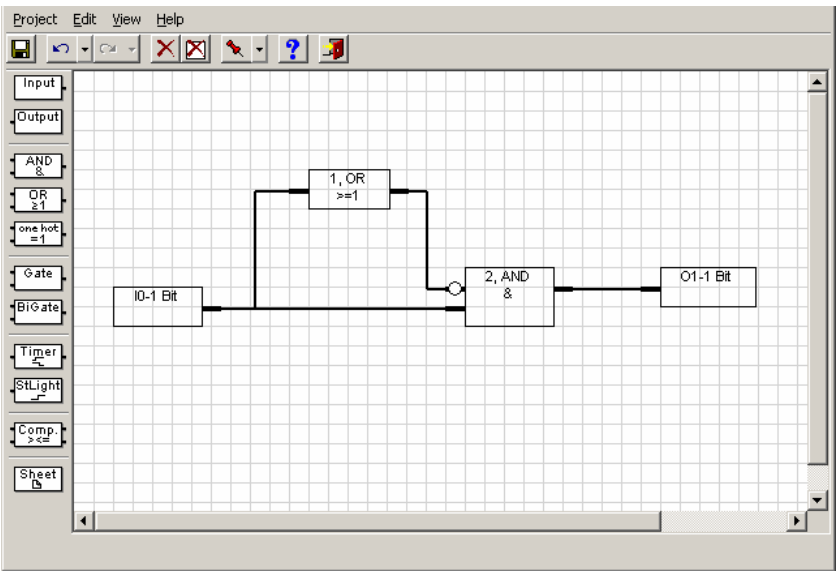 Project Edit View Help
Input
Output
AND
&
OR
≥1
one hot
=1
Gate
BiGate
Timer
StLight
Comp.
><=
Sheet
1, OR
>=1
2, AND
&
I0-1 Bit
O1-1 Bit